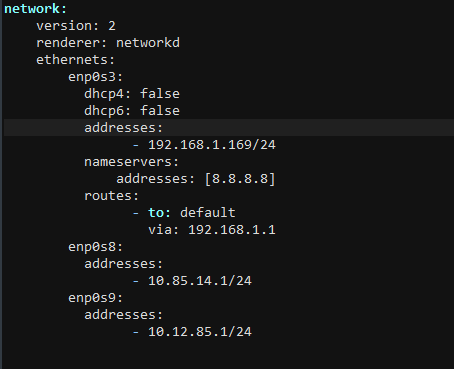 network:
    version: 2
    renderer: networkd
    ethernets:
        enp0s3:
          dhcp4: false
          dhcp6: false
          addresses:
                - 192.168.1.169/24
          nameservers:
              addresses: [8.8.8.8]
          routes:
                - to: default
                  via: 192.168.1.1
        enp0s8:
          addresses:
                - 10.85.14.1/24
        enp0s9:
          addresses:
                - 10.12.85.1/24